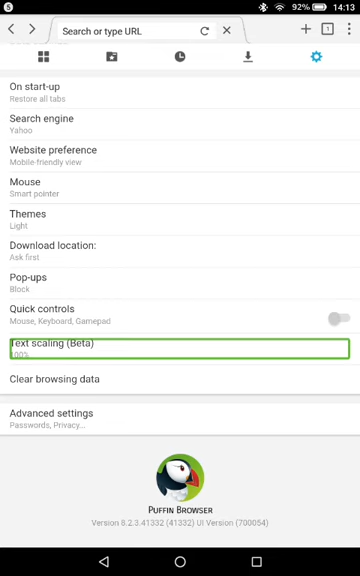 S
92%
14:13
Search or type URL
1
On start-up
Restore all tabs
Search engine
Yahoo
Website preference
Mobile-friendly view
Mouse
Smart pointer
Themes
Light
Download location:
Ask first
Pop-ups
Block
Quick controls
Mouse, Keyboard, Gamepad
Text scaling (Beta)
100%
Clear browsing data
Advanced settings
Passwords, Privacy...
PUFFIN BROWSER
Version 8.2.3.41332 (41332) UI Version (700054)